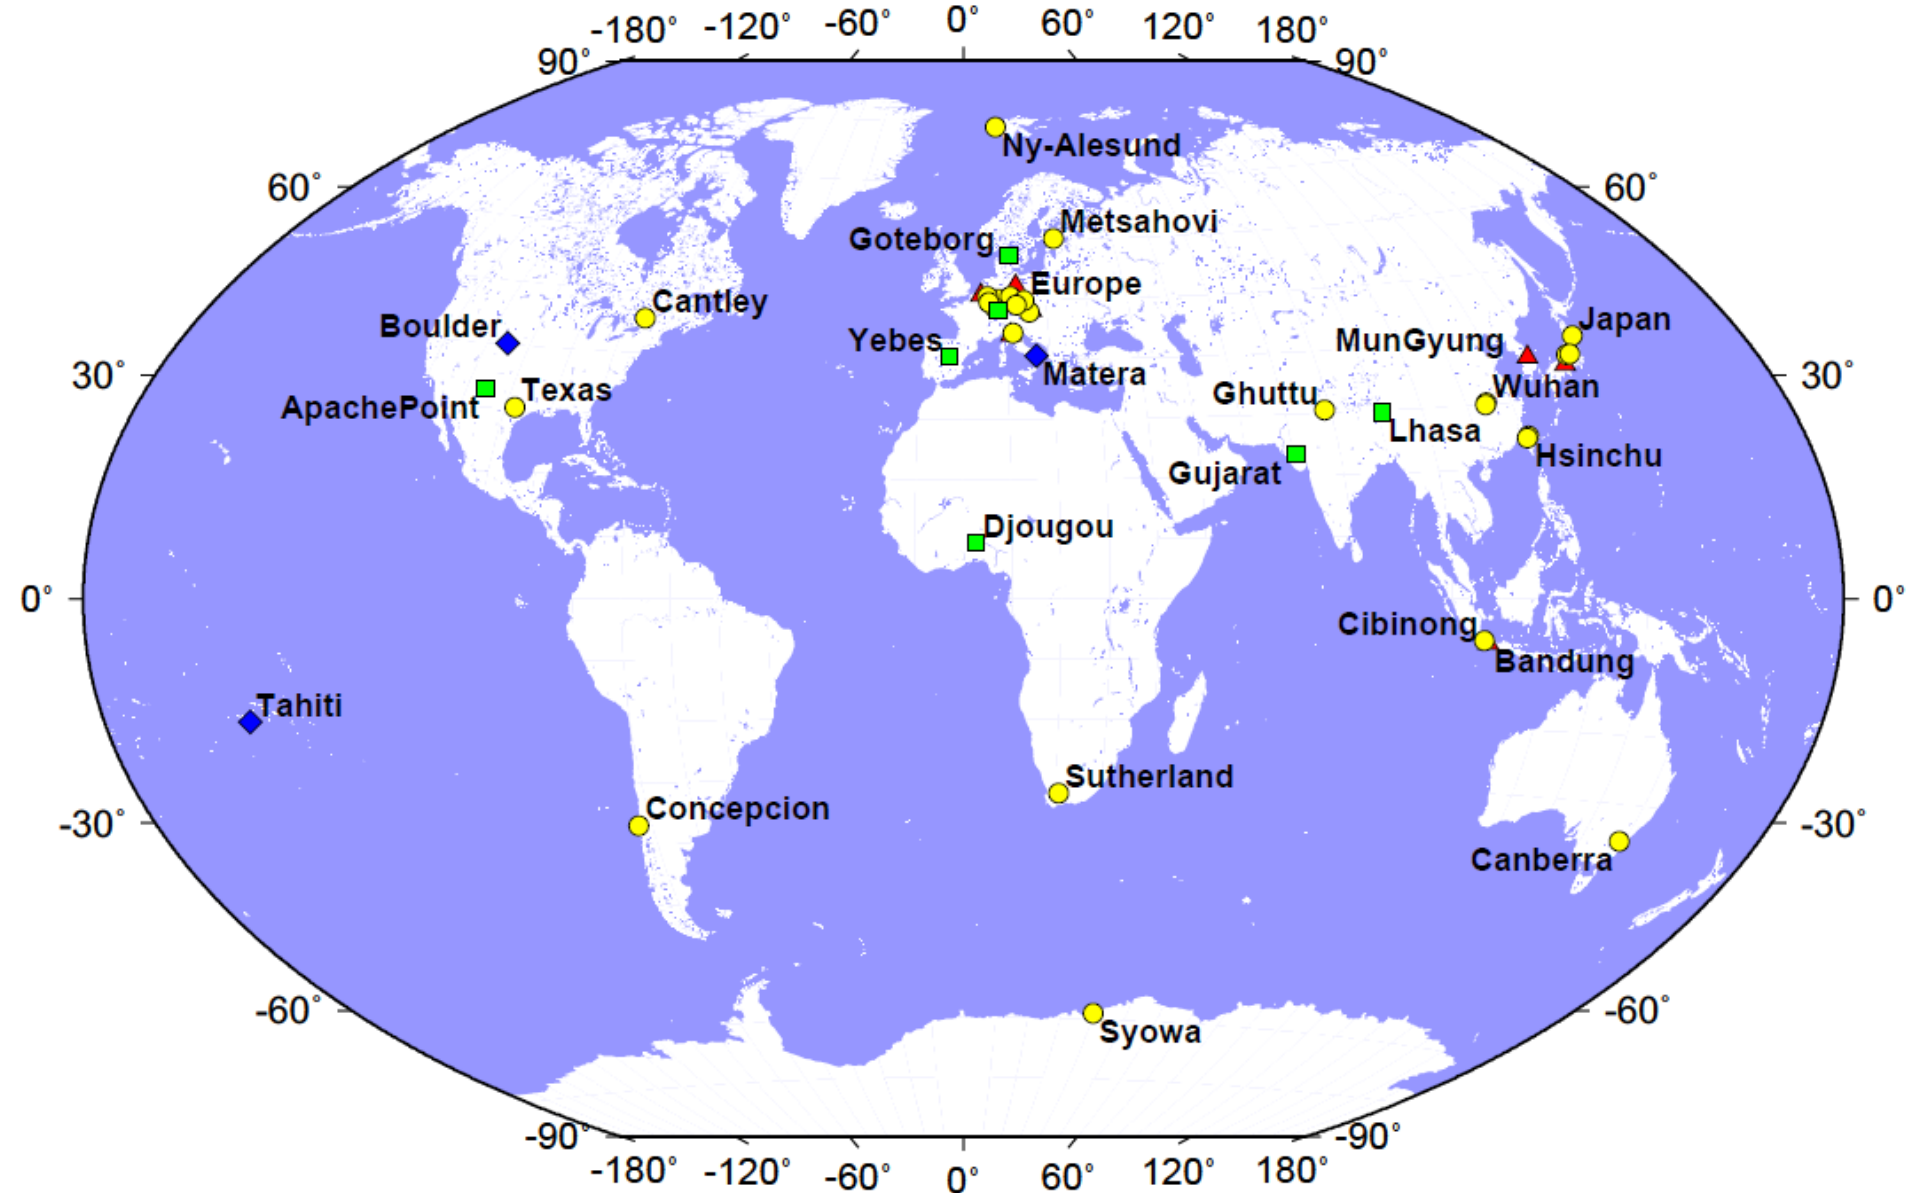 -180° -120° -60° 0° 60° 120° 180°
90° 90°
Ny-Alesund
60° 60°
Metsahovi
Goteborg
Europe
Cantley
Boulder
Japan
Yebes
MunGyung
30° 30°
Matera
Texas
Wuhan
Ghuttu
ApachePoint
Lhasa
Hsinchu
Gujarat
Djougou
0° 0°
Cibinong
Bandung
Tahiti
Sutherland
Concepcion
-30° -30°
Canberra
-60° -60°
Syowa
-90° -90°
-180° -120° -60° 0° 60° 120° 180°